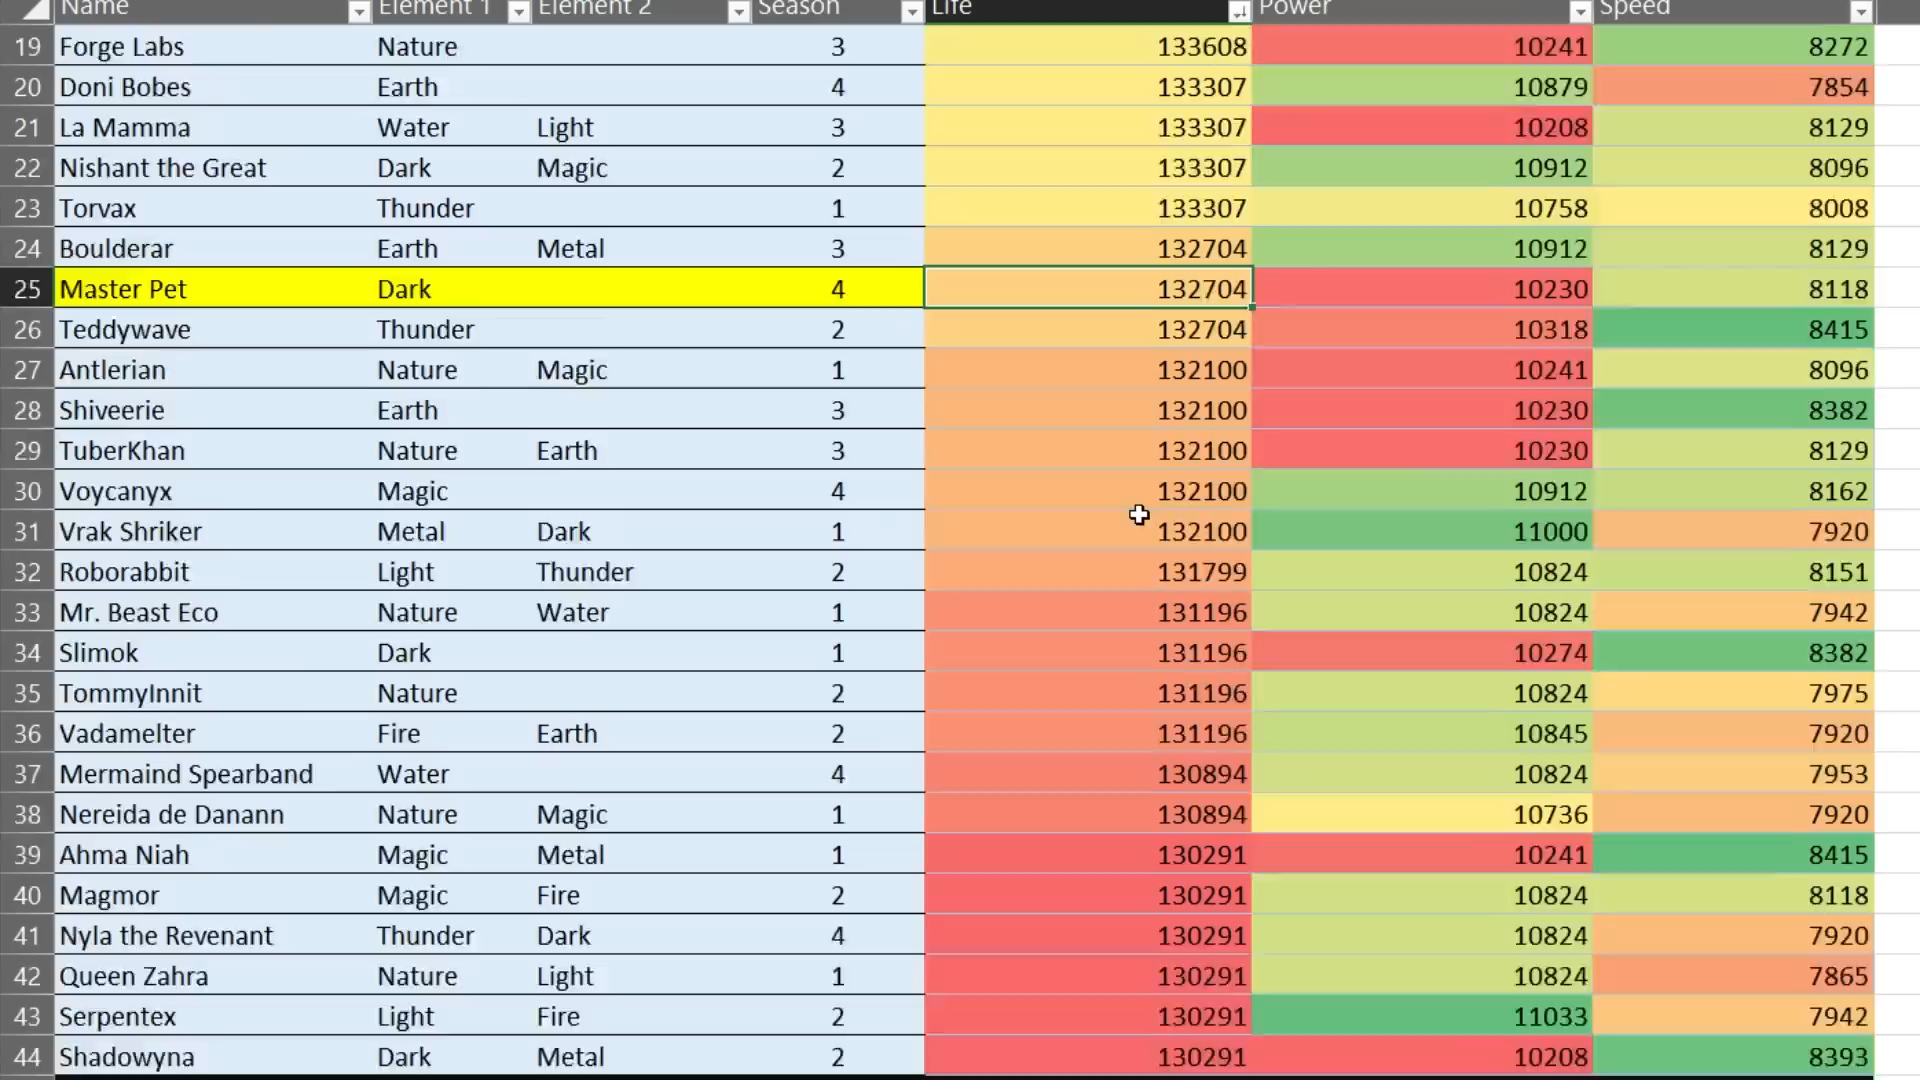 Name Element 1 Element 2 Season Life Power Speed
19 Forge Labs Nature 3 133608 10241 8272
20 Doni Bobes Earth 4 133307 10879 7854
21 La Mamma Water Light 3 133307 10208 8129
22 Nishant the Great Dark Magic 2 133307 10912 8096
23 Torvax Thunder 1 133307 10758 8008
24 Boulderar Earth Metal 3 132704 10912 8129
25 Master Pet Dark 4 132704 10230 8118
26 Teddywave Thunder 2 132704 10318 8415
27 Antlerian Nature Magic 1 132100 10241 8096
28 Shiveerie Earth 3 132100 10230 8382
29 TuberKhan Nature Earth 3 132100 10230 8129
30 Voycanyx Magic 4 132100 10912 8162
31 Vrak Shriker Metal Dark 1 132100 11000 7920
32 Roborabbit Light Thunder 2 131799 10824 8151
33 Mr. Beast Eco Nature Water 1 131196 10824 7942
34 Slimok Dark 1 131196 10274 8382
35 TommyInnit Nature 2 131196 10824 7975
36 Vadamelter Fire Earth 2 131196 10845 7920
37 Mermaind Spearband Water 4 130894 10824 7953
38 Nereida de Danann Nature Magic 1 130894 10736 7920
39 Ahma Niah Magic Metal 1 130291 10241 8415
40 Magmor Magic Fire 2 130291 10824 8118
41 Nyla the Revenant Thunder Dark 4 130291 10824 7920
42 Queen Zahra Nature Light 1 130291 10824 7865
43 Serpentex Light Fire 2 130291 11033 7942
44 Shadowyna Dark Metal 2 130291 10208 8393